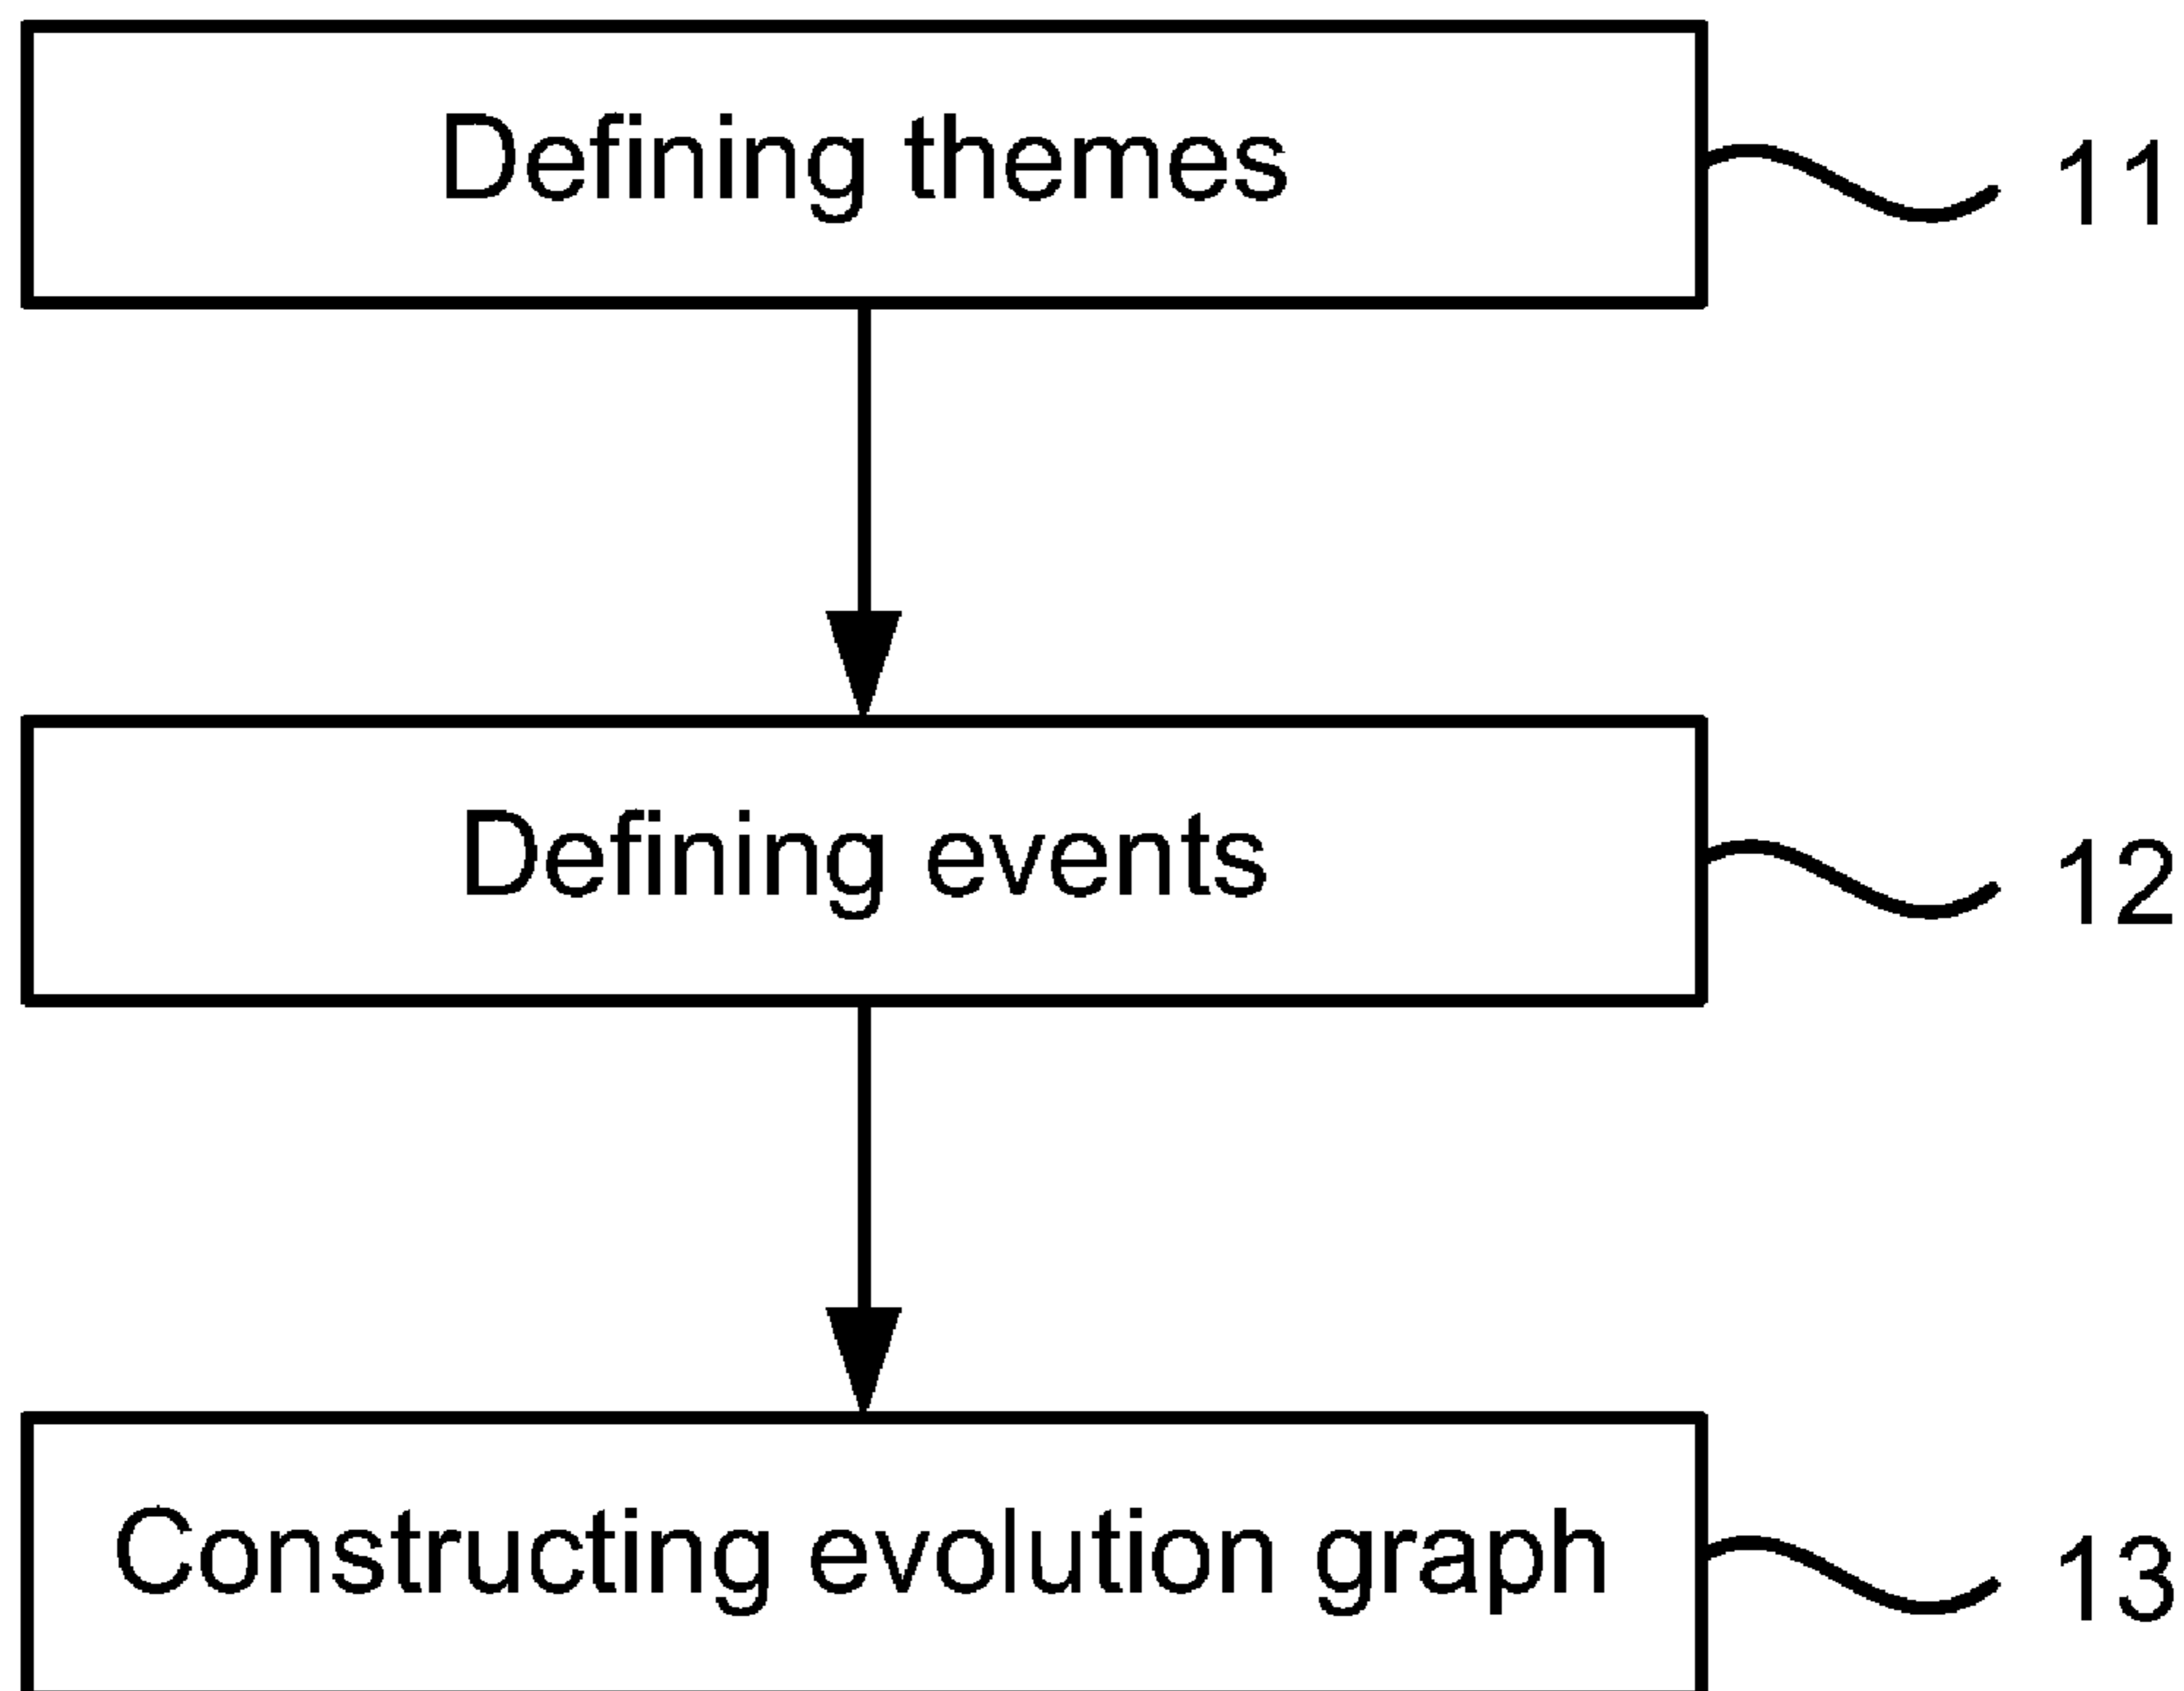 Defining themes
11
Defining events
12
Constructing evolution graph
13